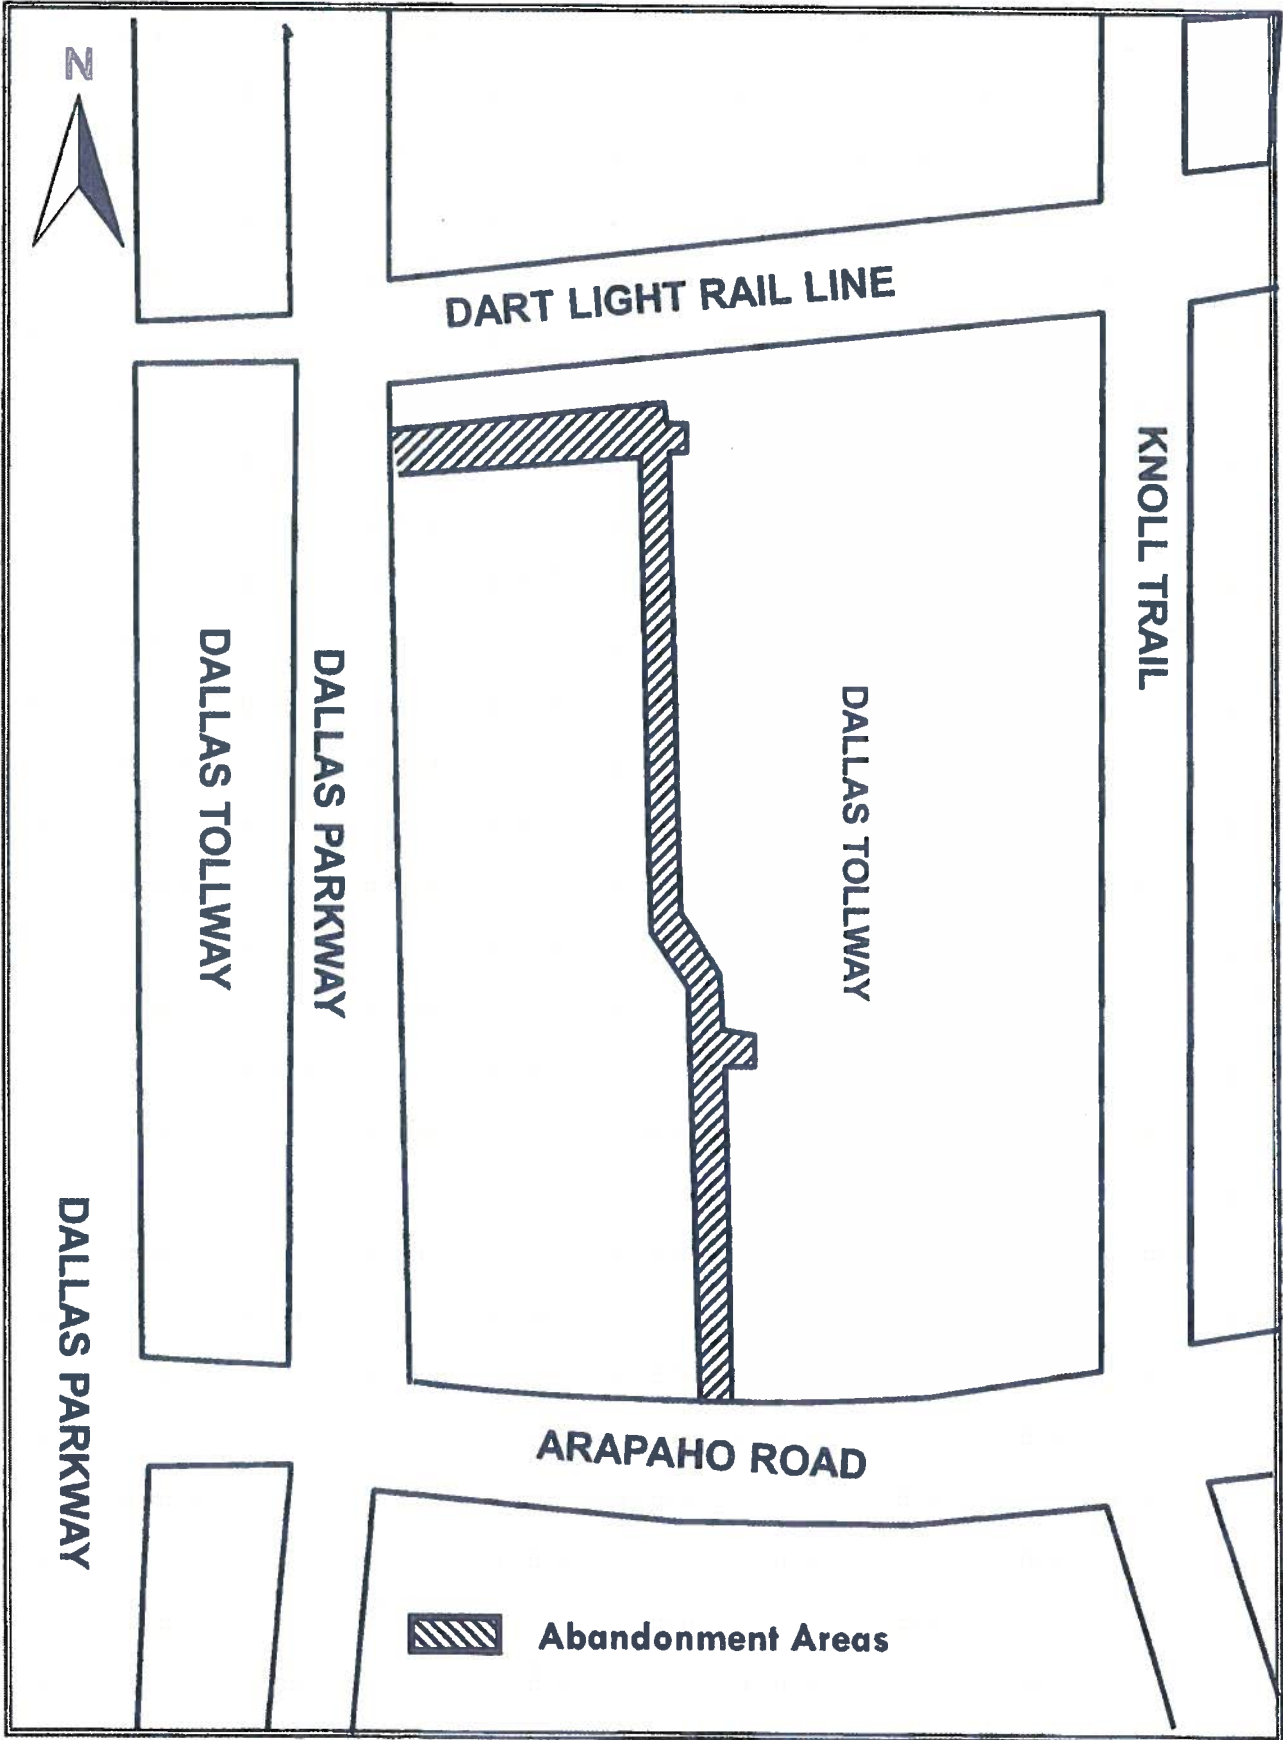 N
DART LIGHT RAIL LINE
KNOLL TRAIL
DALLAS TOLLWAY
DALLAS PARKWAY
DALLAS TOLLWAY
DALLAS PARKWAY
ARAPAHO ROAD
Abandonment Areas